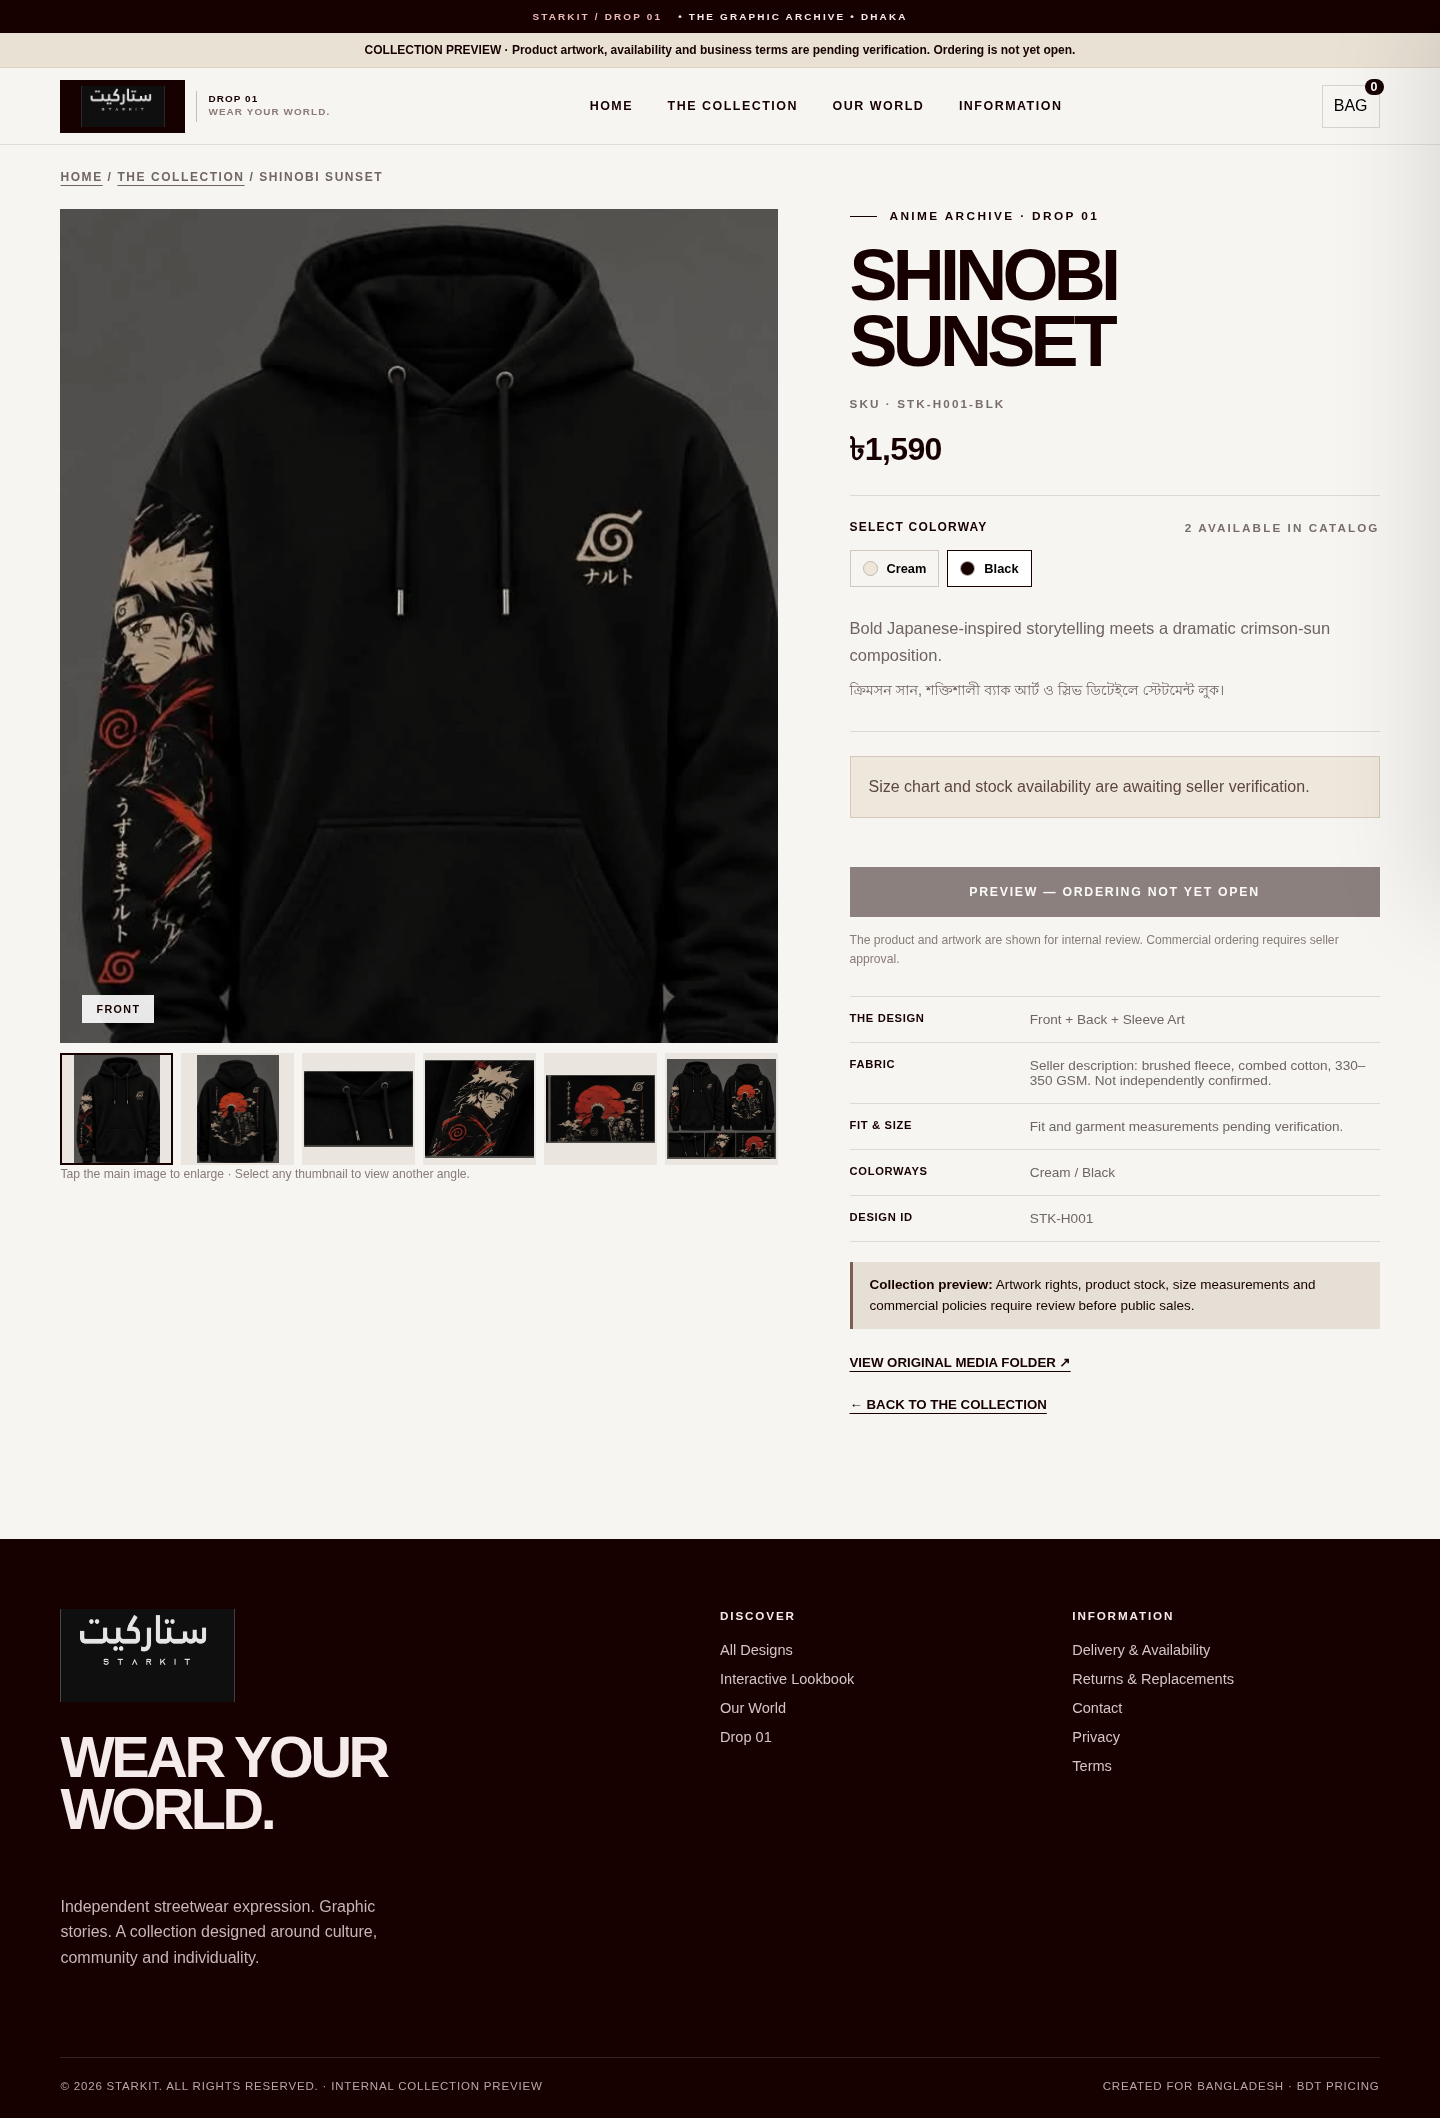 STARKIT / DROP 01 • THE GRAPHIC ARCHIVE • DHAKA
COLLECTION PREVIEW · Product artwork, availability and business terms are pending verification. Ordering is not yet open.
ستاركيت
STARKIT
DROP 01
WEAR YOUR WORLD.
HOME
THE COLLECTION
OUR WORLD
INFORMATION
BAG
0
HOME / THE COLLECTION / SHINOBI SUNSET
ナルト
うずまきナルト
FRONT
Tap the main image to enlarge · Select any thumbnail to view another angle.
ANIME ARCHIVE · DROP 01
SHINOBI
SUNSET
SKU · STK-H001-BLK
৳1,590
SELECT COLORWAY
2 AVAILABLE IN CATALOG
Cream
Black
Bold Japanese-inspired storytelling meets a dramatic crimson-sun
composition.
ক্রিমসন সান, শক্তিশালী ব্যাক আর্ট ও স্লিভ ডিটেইলে স্টেটমেন্ট লুক।
Size chart and stock availability are awaiting seller verification.
PREVIEW — ORDERING NOT YET OPEN
The product and artwork are shown for internal review. Commercial ordering requires seller
approval.
THE DESIGN
Front + Back + Sleeve Art
FABRIC
Seller description: brushed fleece, combed cotton, 330–
350 GSM. Not independently confirmed.
FIT & SIZE
Fit and garment measurements pending verification.
COLORWAYS
Cream / Black
DESIGN ID
STK-H001
Collection preview: Artwork rights, product stock, size measurements and
commercial policies require review before public sales.
VIEW ORIGINAL MEDIA FOLDER ↗
← BACK TO THE COLLECTION
ستاركيت
STARKIT
WEAR YOUR
WORLD.
Independent streetwear expression. Graphic
stories. A collection designed around culture,
community and individuality.
DISCOVER
All Designs
Interactive Lookbook
Our World
Drop 01
INFORMATION
Delivery & Availability
Returns & Replacements
Contact
Privacy
Terms
© 2026 STARKIT. ALL RIGHTS RESERVED. · INTERNAL COLLECTION PREVIEW
CREATED FOR BANGLADESH · BDT PRICING